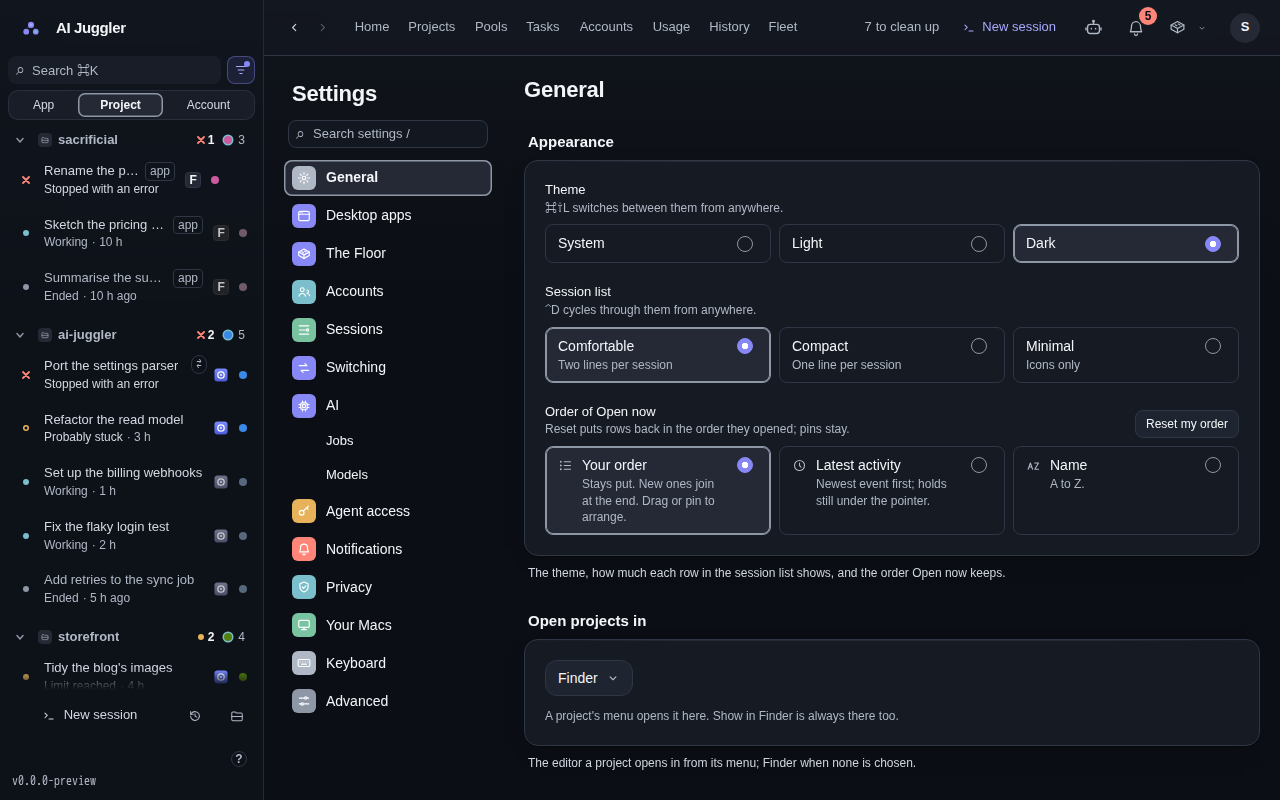 AI Juggler
Home Projects Pools Tasks Accounts Usage History Fleet 7 to clean up New session 5 S
Search ⌘K
App Project Account
sacrificial 1 3
Rename the p… app F
Stopped with an error
Sketch the pricing … app F
Working · 10 h
Summarise the su… app F
Ended · 10 h ago
ai-juggler 2 5
Port the settings parser
Stopped with an error
Refactor the read model
Probably stuck · 3 h
Set up the billing webhooks
Working · 1 h
Fix the flaky login test
Working · 2 h
Add retries to the sync job
Ended · 5 h ago
storefront 2 4
Tidy the blog's images
Limit reached · 4 h
New session
?
v0.0.0-preview
Settings
Search settings /
General
Desktop apps
The Floor
Accounts
Sessions
Switching
AI
Jobs
Models
Agent access
Notifications
Privacy
Your Macs
Keyboard
Advanced
General
Appearance
Theme
⌘⇧L switches between them from anywhere.
System Light Dark
Session list
^D cycles through them from anywhere.
Comfortable
Two lines per session
Compact
One line per session
Minimal
Icons only
Order of Open now
Reset puts rows back in the order they opened; pins stay.
Reset my order
Your order
Stays put. New ones join
at the end. Drag or pin to
arrange.
Latest activity
Newest event first; holds
still under the pointer.
AZ Name
A to Z.
The theme, how much each row in the session list shows, and the order Open now keeps.
Open projects in
Finder
A project's menu opens it here. Show in Finder is always there too.
The editor a project opens in from its menu; Finder when none is chosen.